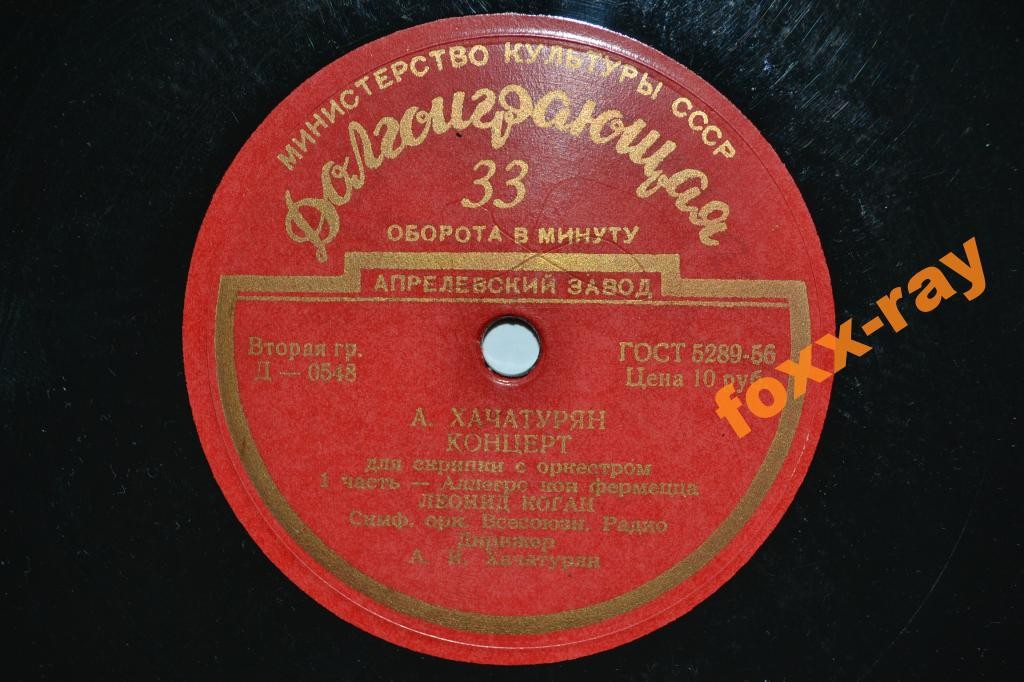 МИНИСТЕРСТВО КУЛЬТУРЫ СССР
Долгоиграющая
33
ОБОРОТА В МИНУТУ
АПРЕЛЕВСКИЙ ЗАВОД
Вторая гр.
Д — 0548
ГОСТ 5289-56
Цена 10 руб.
А. ХАЧАТУРЯН
КОНЦЕРТ
для скрипки с оркестром
1 часть — Аллегро кон фермецца
ЛЕОНИД КОГАН
Симф. орк. Всесоюзн. Радио
Дирижер
А. И. Хачатурян
foxx-ray